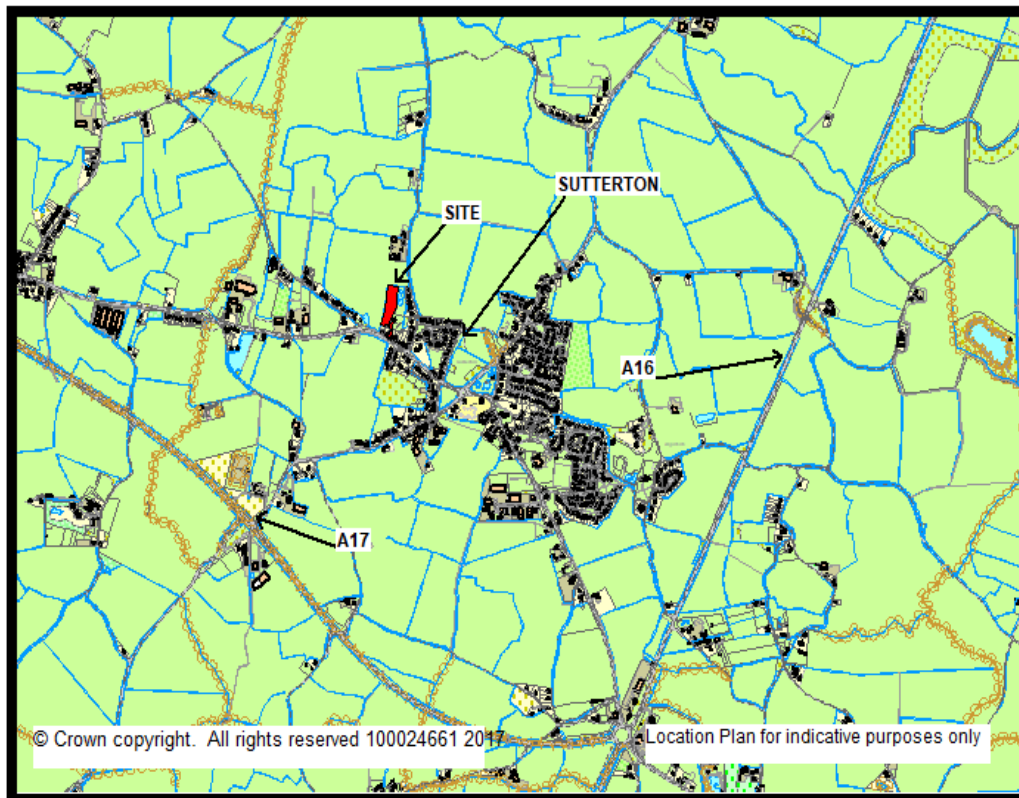 SUTTERTON
SITE
A16
A17
© Crown copyright. All rights reserved 100024661 2017
Location Plan for indicative purposes only